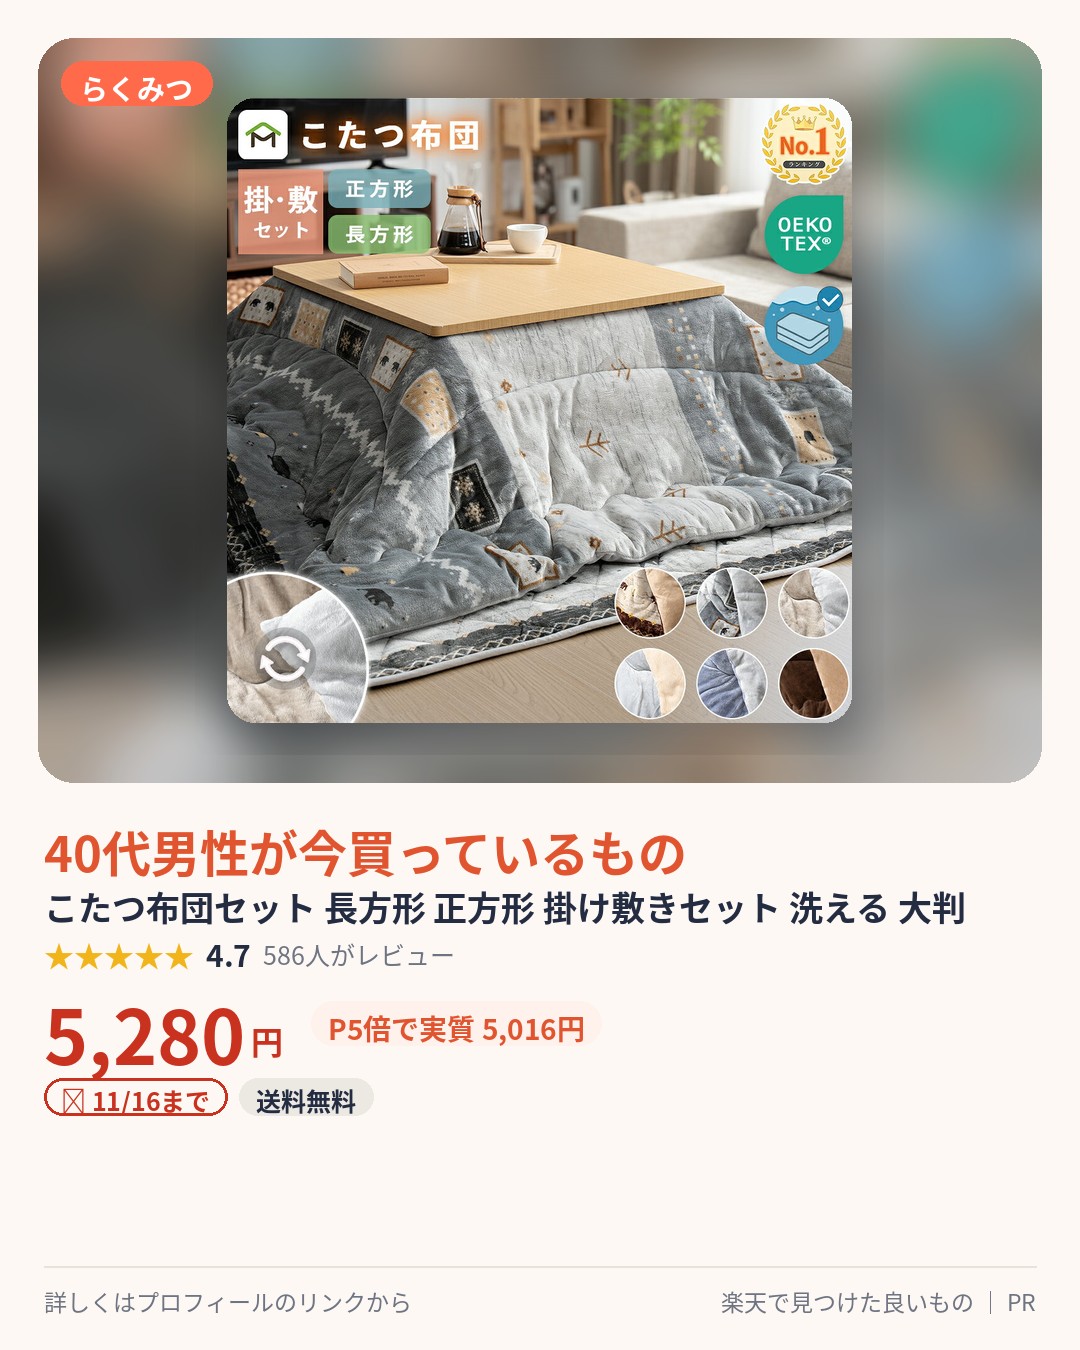 らくみつ
こたつ布団
掛・敷
セット
正方形
長方形
No.1
ランキング
OEKO
TEX®
40代男性が今買っているもの
こたつ布団セット 長方形 正方形 掛け敷きセット 洗える 大判
★★★★★ 4.7 586人がレビュー
5,280円 P5倍で実質 5,016円
11/16まで 送料無料
詳しくはプロフィールのリンクから
楽天で見つけた良いもの｜PR